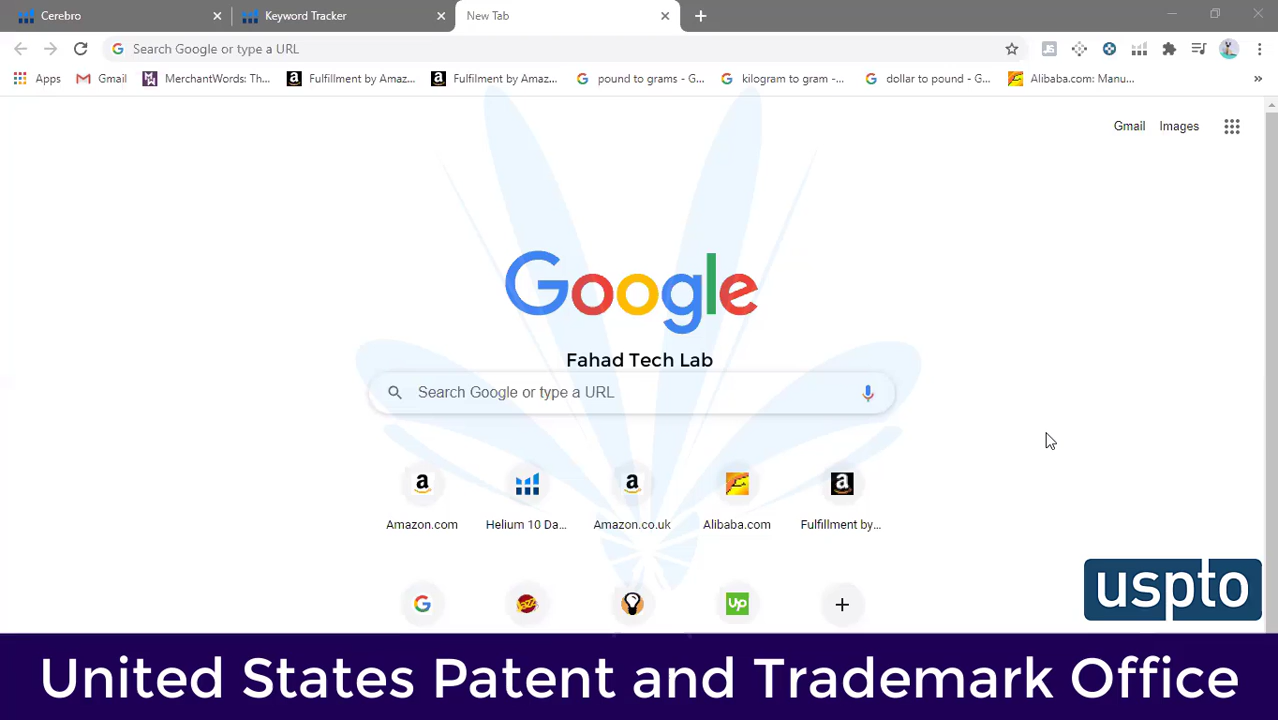 Cerebro
Keyword Tracker
New Tab
Search Google or type a URL
Apps
Gmail
MerchantWords: Th...
Fulfillment by Amaz...
Fulfilment by Amaz...
pound to grams - G...
kilogram to gram -...
dollar to pound - G...
Alibaba.com: Manu...
Gmail
Images
Google
Fahad Tech Lab
Search Google or type a URL
Amazon.com
Helium 10 Da...
Amazon.co.uk
Alibaba.com
Fulfillment by...
uspto
United States Patent and Trademark Office